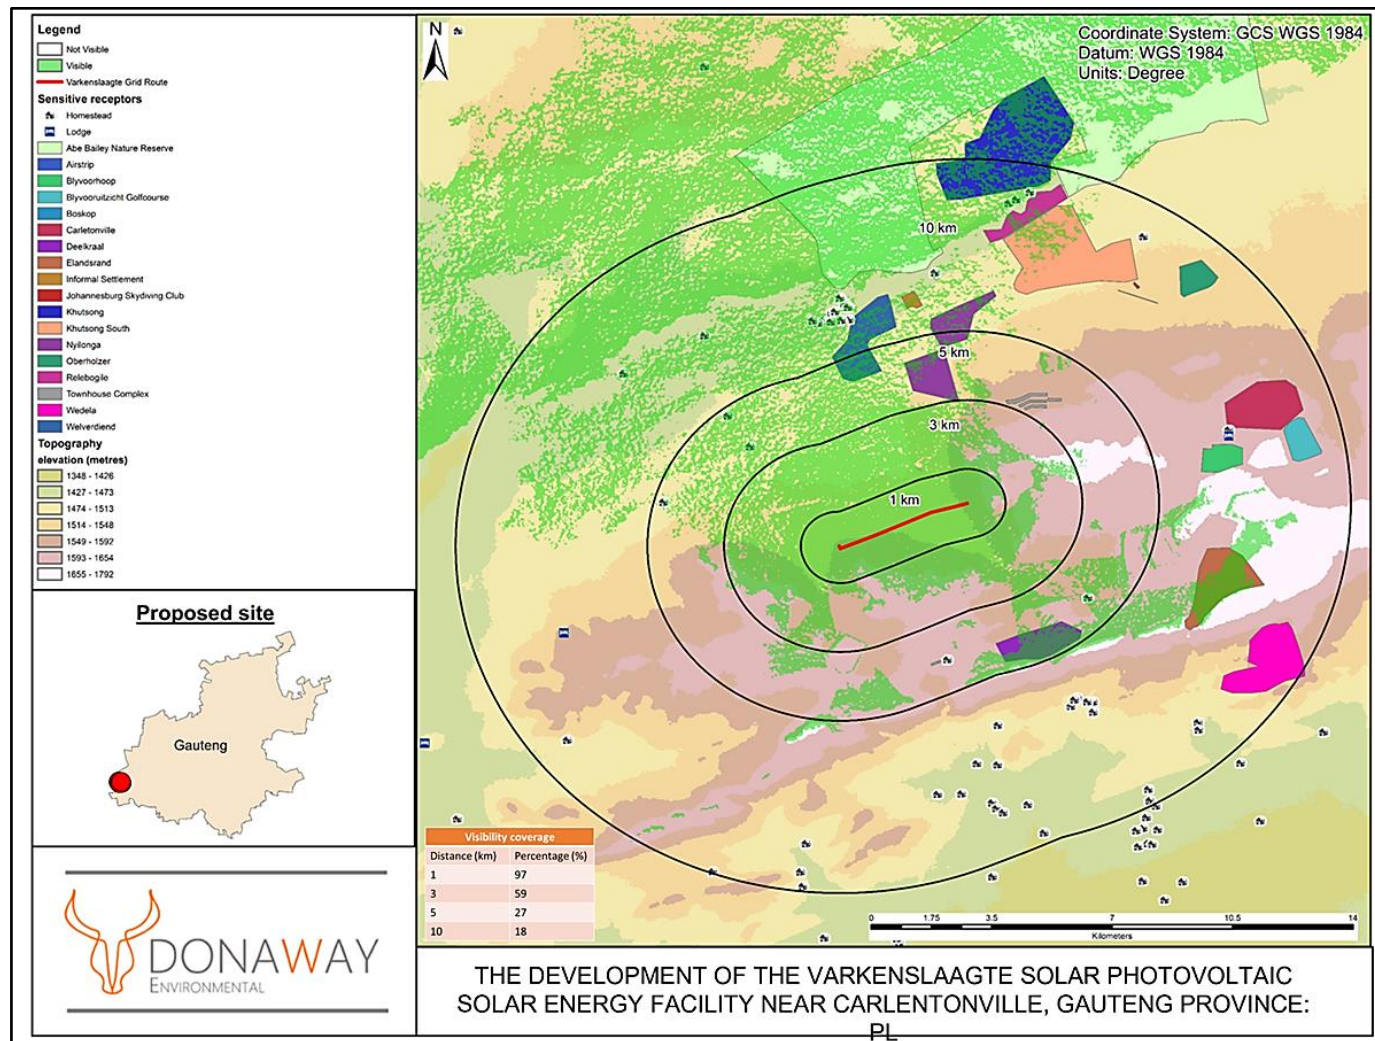 Legend
Not Visible
Visible
Varkenslaagte Grid Route
Sensitive receptors
Homestead
Lodge
Abe Bailey Nature Reserve
Airstrip
Blyvoorhoop
Blyvooruitzicht Golfcourse
Boskop
Carletonville
Deelkraal
Elandsrand
Informal Settlement
Johannesburg Skydiving Club
Khutsong
Khutsong South
Nyilonga
Oberholzer
Relebogile
Townhouse Complex
Wedela
Welverdiend
Topography
elevation (metres)
1348 - 1426
1427 - 1473
1474 - 1513
1514 - 1548
1549 - 1592
1593 - 1654
1655 - 1792
Proposed site
Gauteng
DONAWAY
ENVIRONMENTAL
N
Coordinate System: GCS WGS 1984
Datum: WGS 1984
Units: Degree
10 km
5 km
3 km
1 km
Visibility coverage
Distance (km) Percentage (%)
1 97
3 59
5 27
10 18
0 1.75 3.5 7 10.5 14
Kilometers
THE DEVELOPMENT OF THE VARKENSLAAGTE SOLAR PHOTOVOLTAIC
SOLAR ENERGY FACILITY NEAR CARLENTONVILLE, GAUTENG PROVINCE:
PL